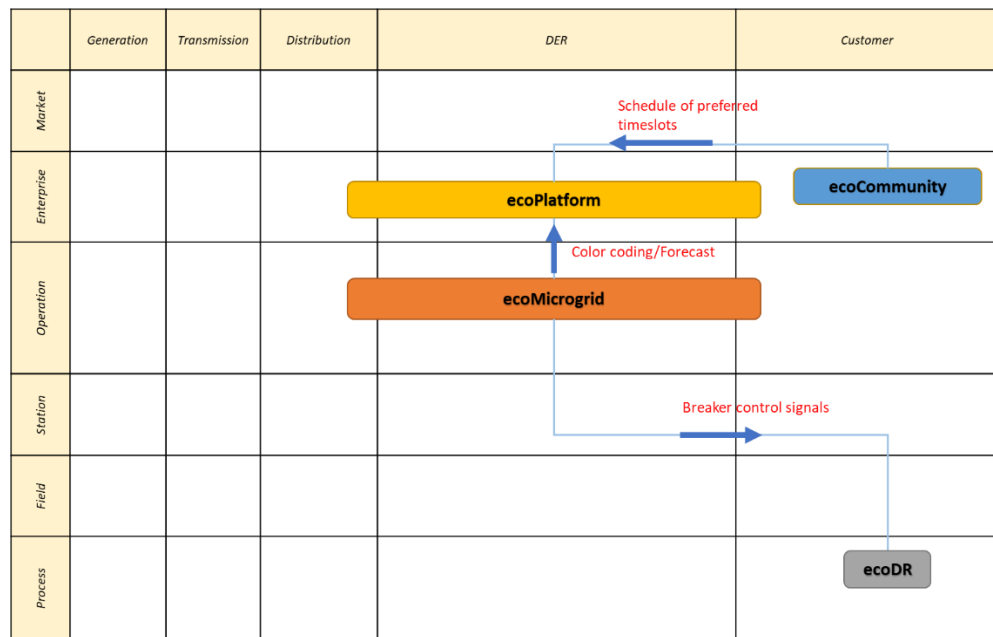 Generation
Transmission
Distribution
DER
Customer
Market
Schedule of preferred
timeslots
Enterprise
ecoPlatform
ecoCommunity
Color coding/Forecast
Operation
ecoMicrogrid
Station
Breaker control signals
Field
Process
ecoDR